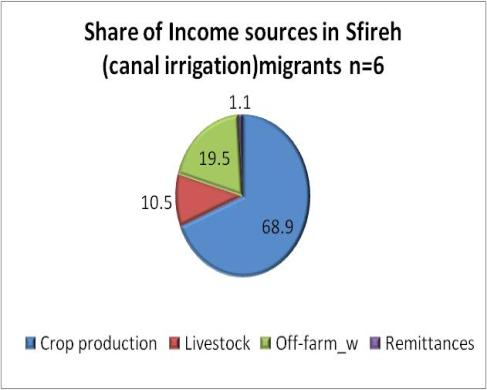 Share of Income sources in Sfireh
(canal irrigation)migrants n=6
1.1
19.5
10.5
68.9
Crop production Livestock Off-farm_w Remittances